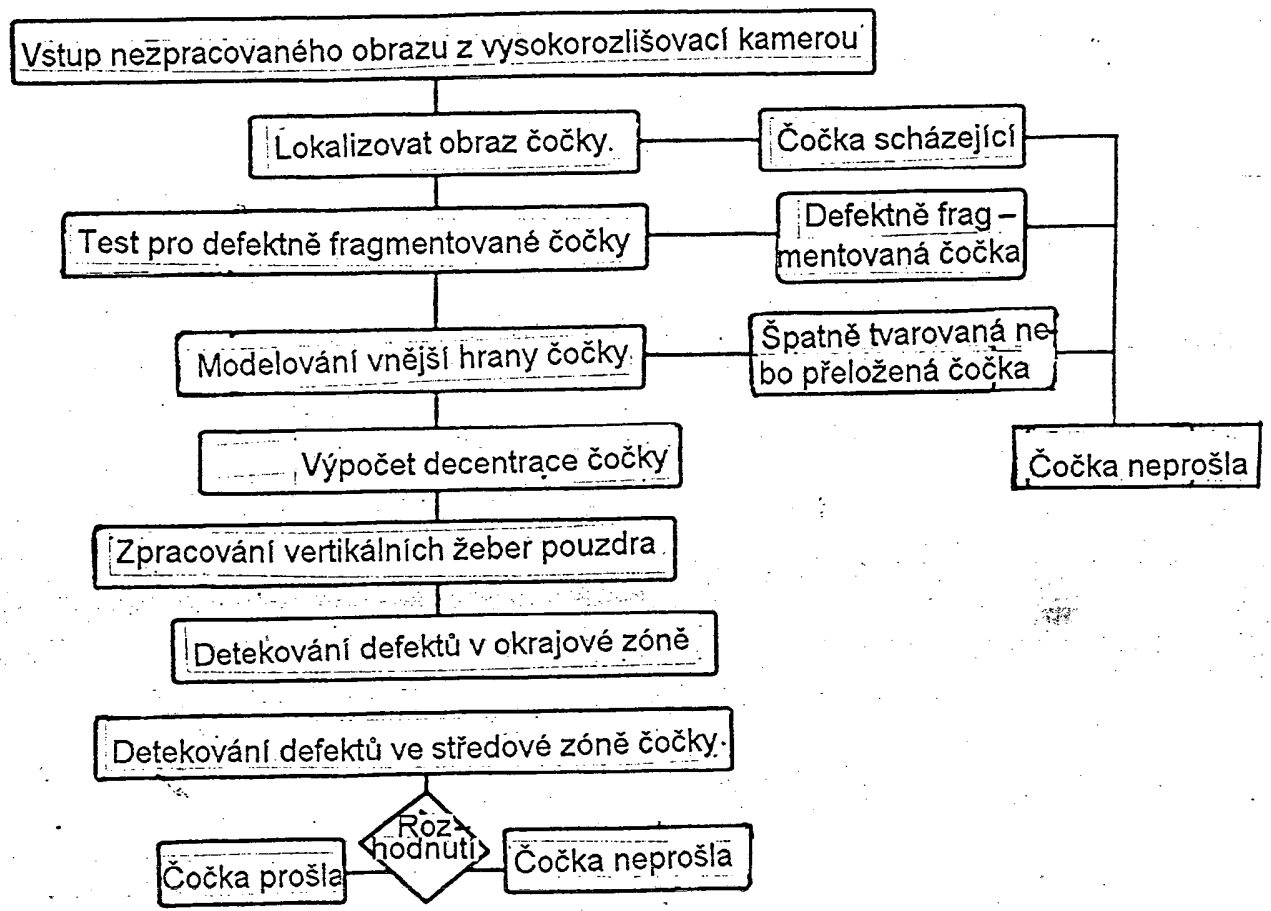 Vstup nezpracovaného obrazu z vysokorozlišovací kamerou
Lokalizovat obraz čočky.
Čočka scházející
Test pro defektně fragmentované čočky
Defektně frag –
mentovaná čočka
Modelování vnější hrany čočky
Špatně tvarovaná ne-
bo přeložená čočka
Čočka neprošla
Výpočet decentrace čočky
Zpracování vertikálních žeber pouzdra
Detekování defektů v okrajové zóně
Detekování defektů ve středové zóně čočky.
Roz-
hodnutí
Čočka prošla
Čočka neprošla